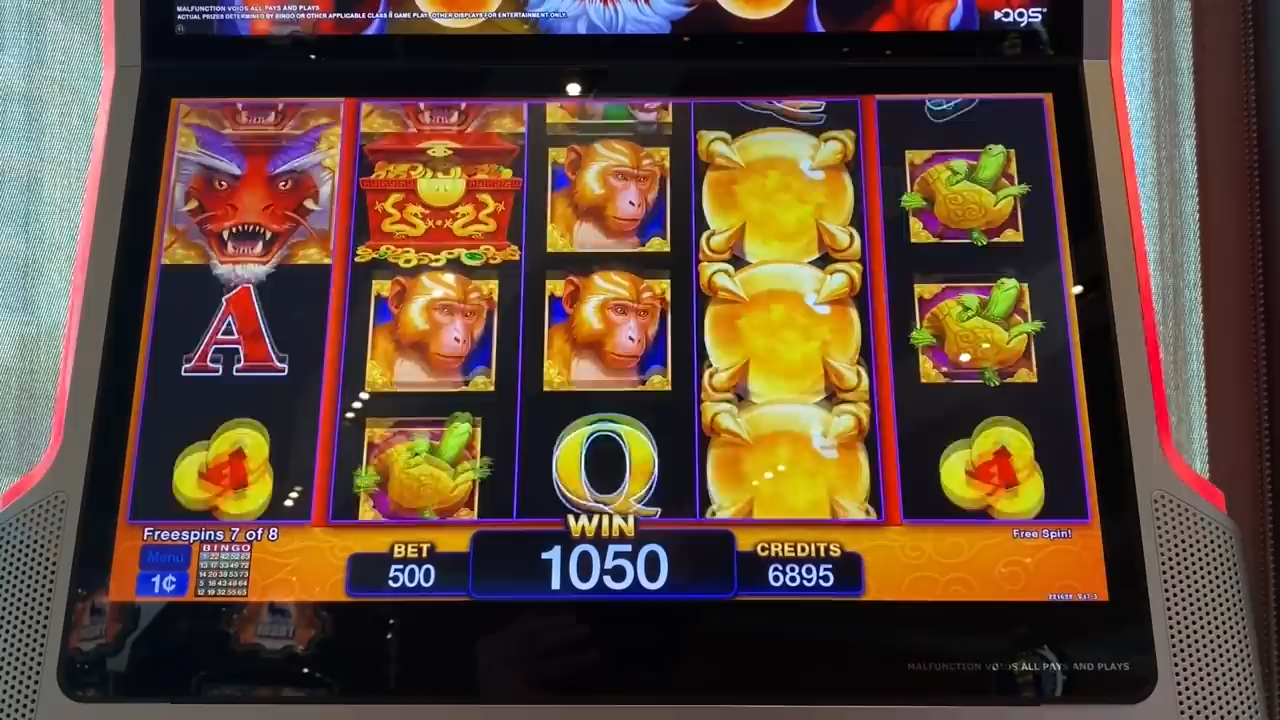 MALFUNCTION VOIDS ALL PAYS AND PLAYS
ACTUAL PRIZES DETERMINED BY BINGO OR OTHER APPLICABLE CLASS II GAME PLAY. OTHER DISPLAYS FOR ENTERTAINMENT ONLY.
ags
A
Q
Freespins 7 of 8
WIN
Free Spin!
Menu
1¢
BINGO
BET
500
1050
CREDITS
6895
MALFUNCTION VOIDS ALL PAYS AND PLAYS